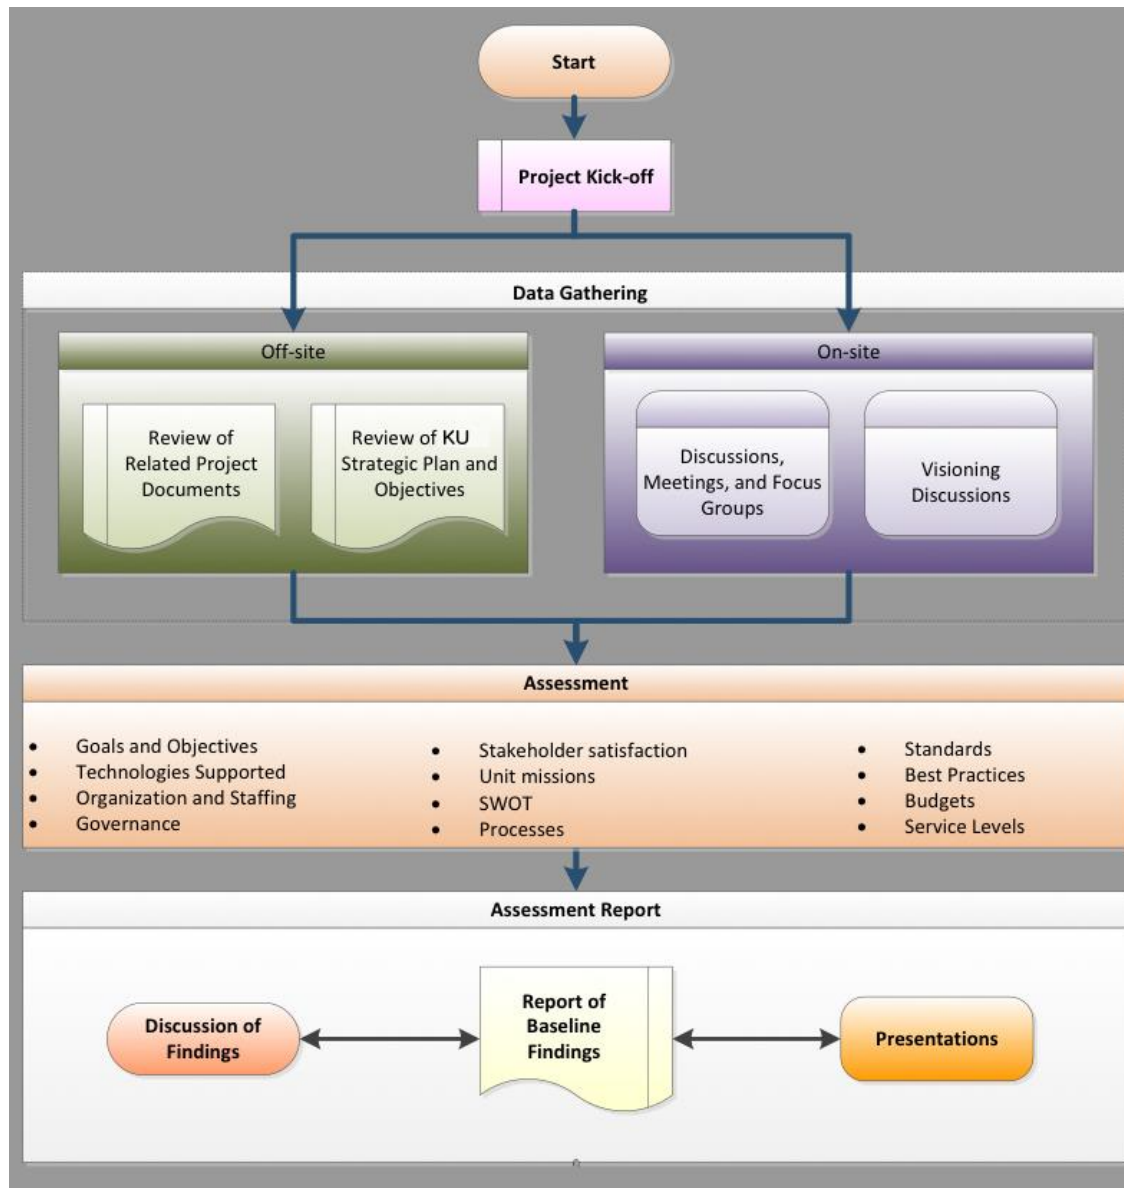 Start
Project Kick-off
Data Gathering
Off-site
Review of
Related Project
Documents
Review of KU
Strategic Plan and
Objectives
On-site
Discussions,
Meetings, and Focus
Groups
Visioning
Discussions
Assessment
• Goals and Objectives
• Technologies Supported
• Organization and Staffing
• Governance
• Stakeholder satisfaction
• Unit missions
• SWOT
• Processes
• Standards
• Best Practices
• Budgets
• Service Levels
Assessment Report
Discussion of
Findings
Report of
Baseline
Findings
Presentations